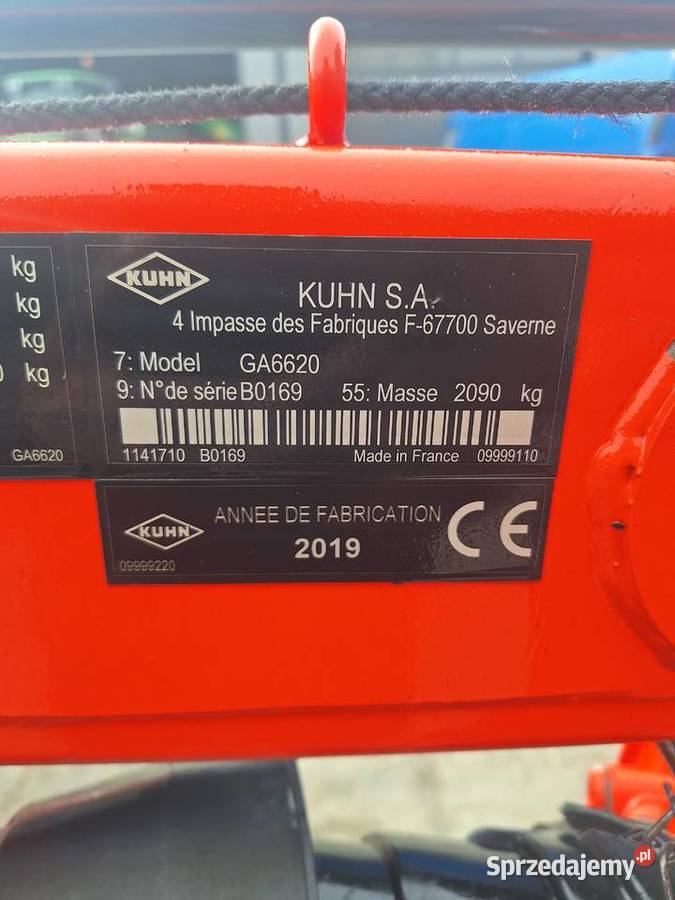 kg
kg
kg
0 kg
GA6620
KUHN
KUHN S.A.
4 Impasse des Fabriques F-67700 Saverne
7: Model GA6620
9: N°de série B0169 55: Masse 2090 kg
1141710 B0169 Made in France 09999110
KUHN
ANNEE DE FABRICATION
2019
CE
09999220
Sprzedajemy.pl